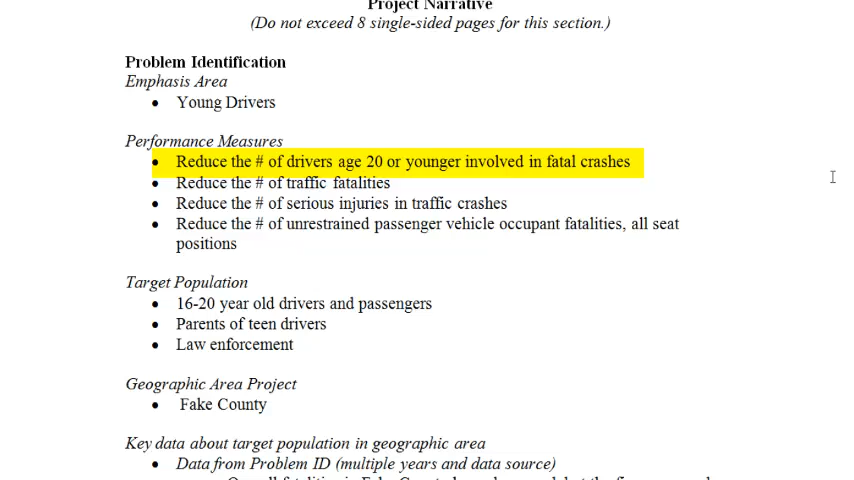 Project Narrative
(Do not exceed 8 single-sided pages for this section.)
Problem Identification
Emphasis Area
• Young Drivers
Performance Measures
• Reduce the # of drivers age 20 or younger involved in fatal crashes
• Reduce the # of traffic fatalities
• Reduce the # of serious injuries in traffic crashes
• Reduce the # of unrestrained passenger vehicle occupant fatalities, all seat
positions
Target Population
• 16-20 year old drivers and passengers
• Parents of teen drivers
• Law enforcement
Geographic Area Project
• Fake County
Key data about target population in geographic area
• Data from Problem ID (multiple years and data source)